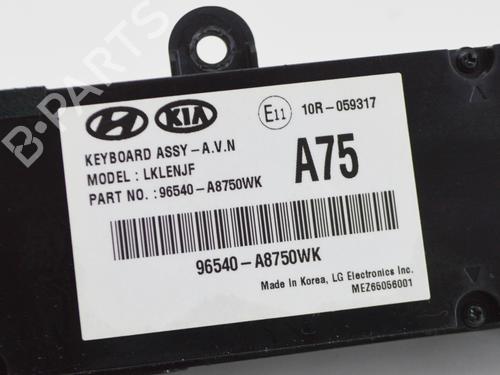 B-PARTS
KIA
E11
10R-059317
KEYBOARD ASSY-A.V.N
MODEL : LKLENJF
PART NO. : 96540-A8750WK
A75
96540-A8750WK
Made in Korea, LG Electronics Inc.
MEZ65056001